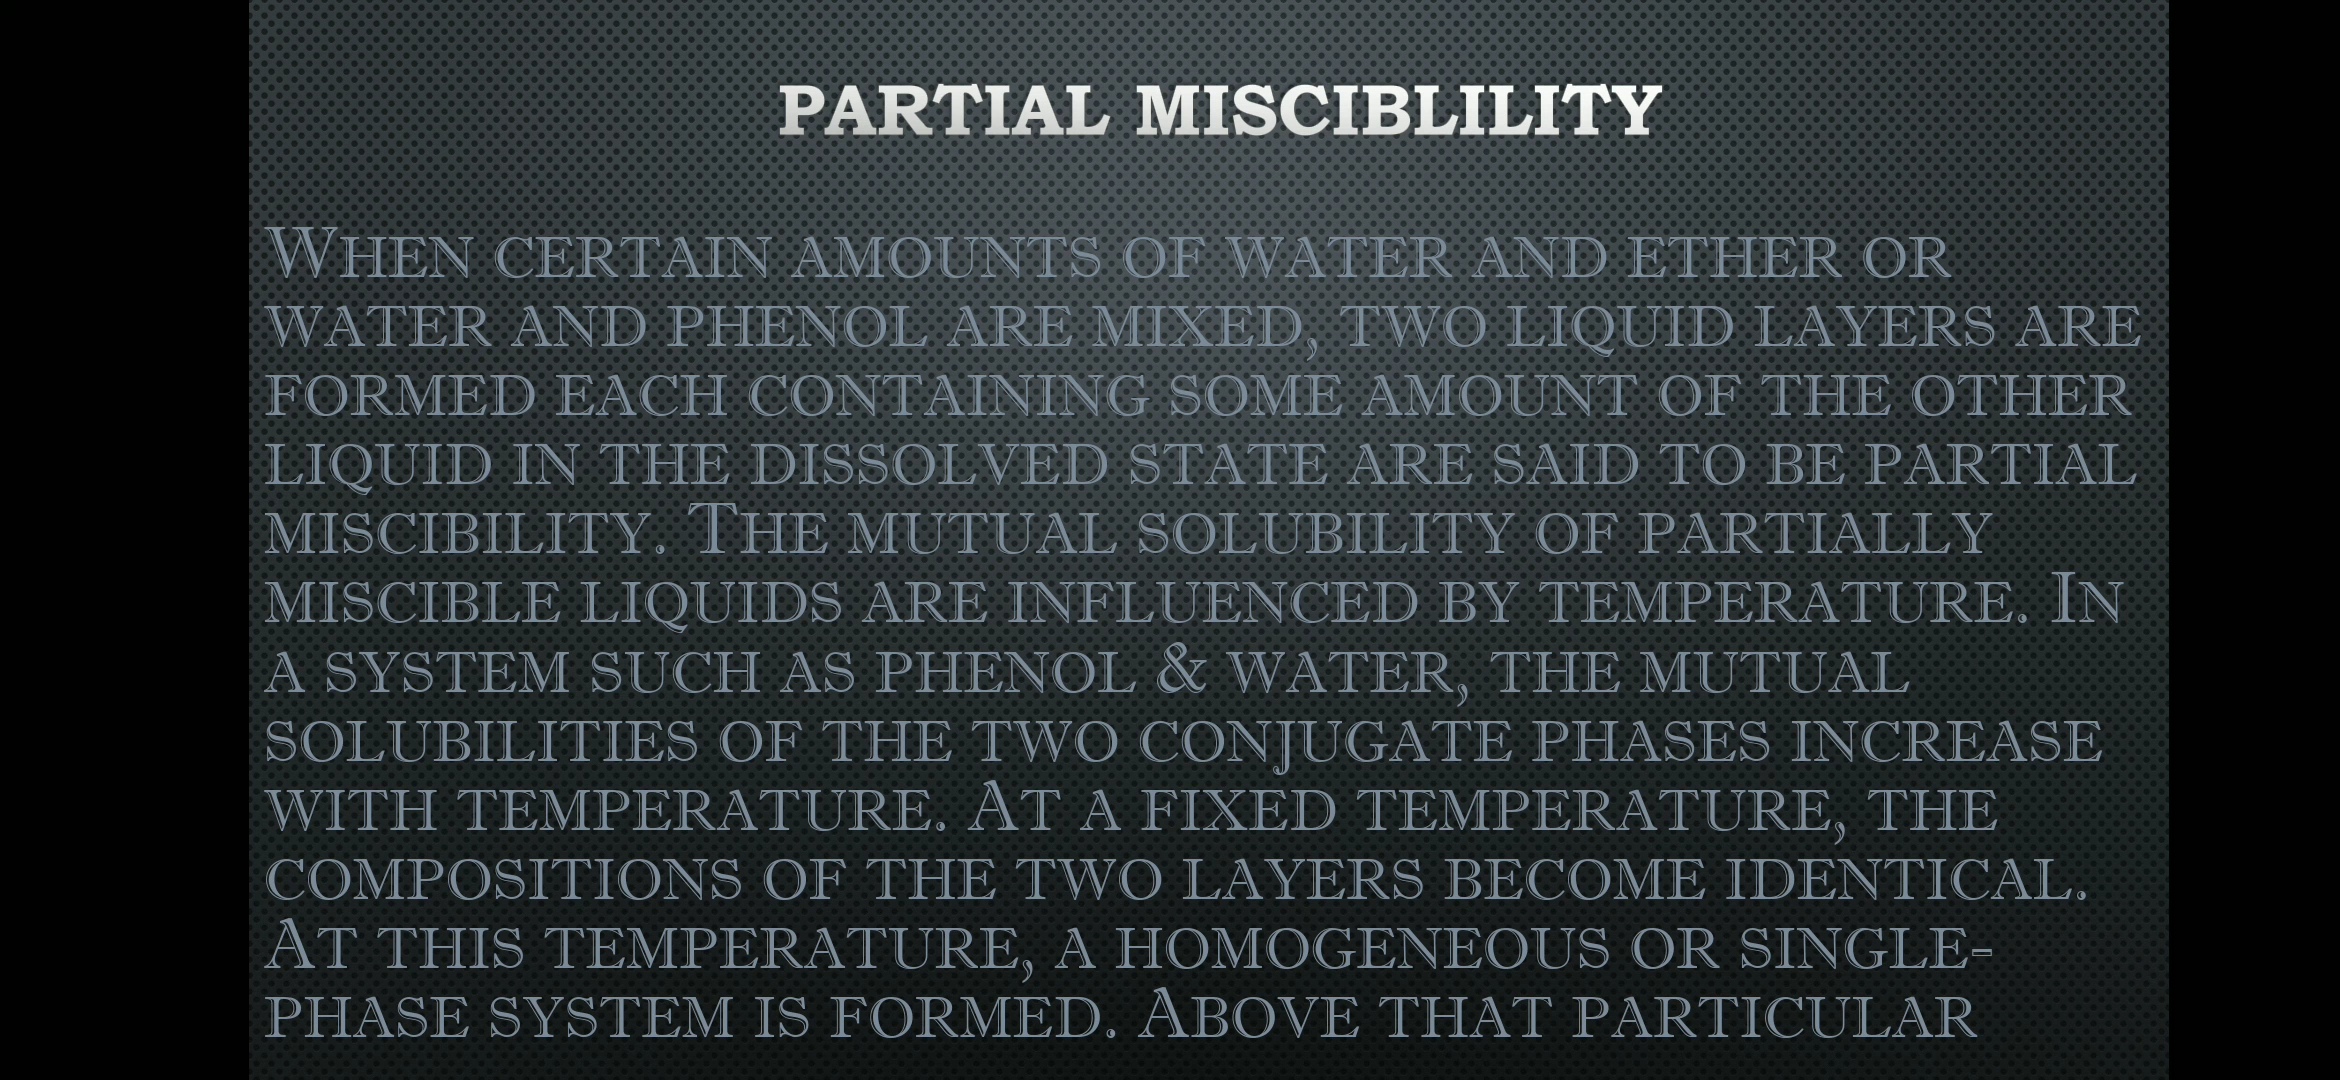 PARTIAL MISCIBLILITY
When certain amounts of water and ether or
water and phenol are mixed, two liquid layers are
formed each containing some amount of the other
liquid in the dissolved state are said to be partial
miscibility. The mutual solubility of partially
miscible liquids are influenced by temperature. In
a system such as phenol & water, the mutual
solubilities of the two conjugate phases increase
with temperature. At a fixed temperature, the
compositions of the two layers become identical.
At this temperature, a homogeneous or single-
phase system is formed. Above that particular